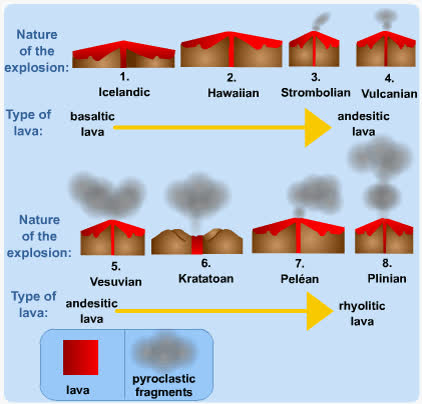 Nature
of the
explosion:
1.
Icelandic
2.
Hawaiian
3.
Strombolian
4.
Vulcanian
Type of
lava:
basaltic
lava
andesitic
lava
Nature
of the
explosion:
5.
Vesuvian
6.
Kratatoan
7.
Peléan
8.
Plinian
Type of
lava:
andesitic
lava
rhyolitic
lava
lava
pyroclastic
fragments